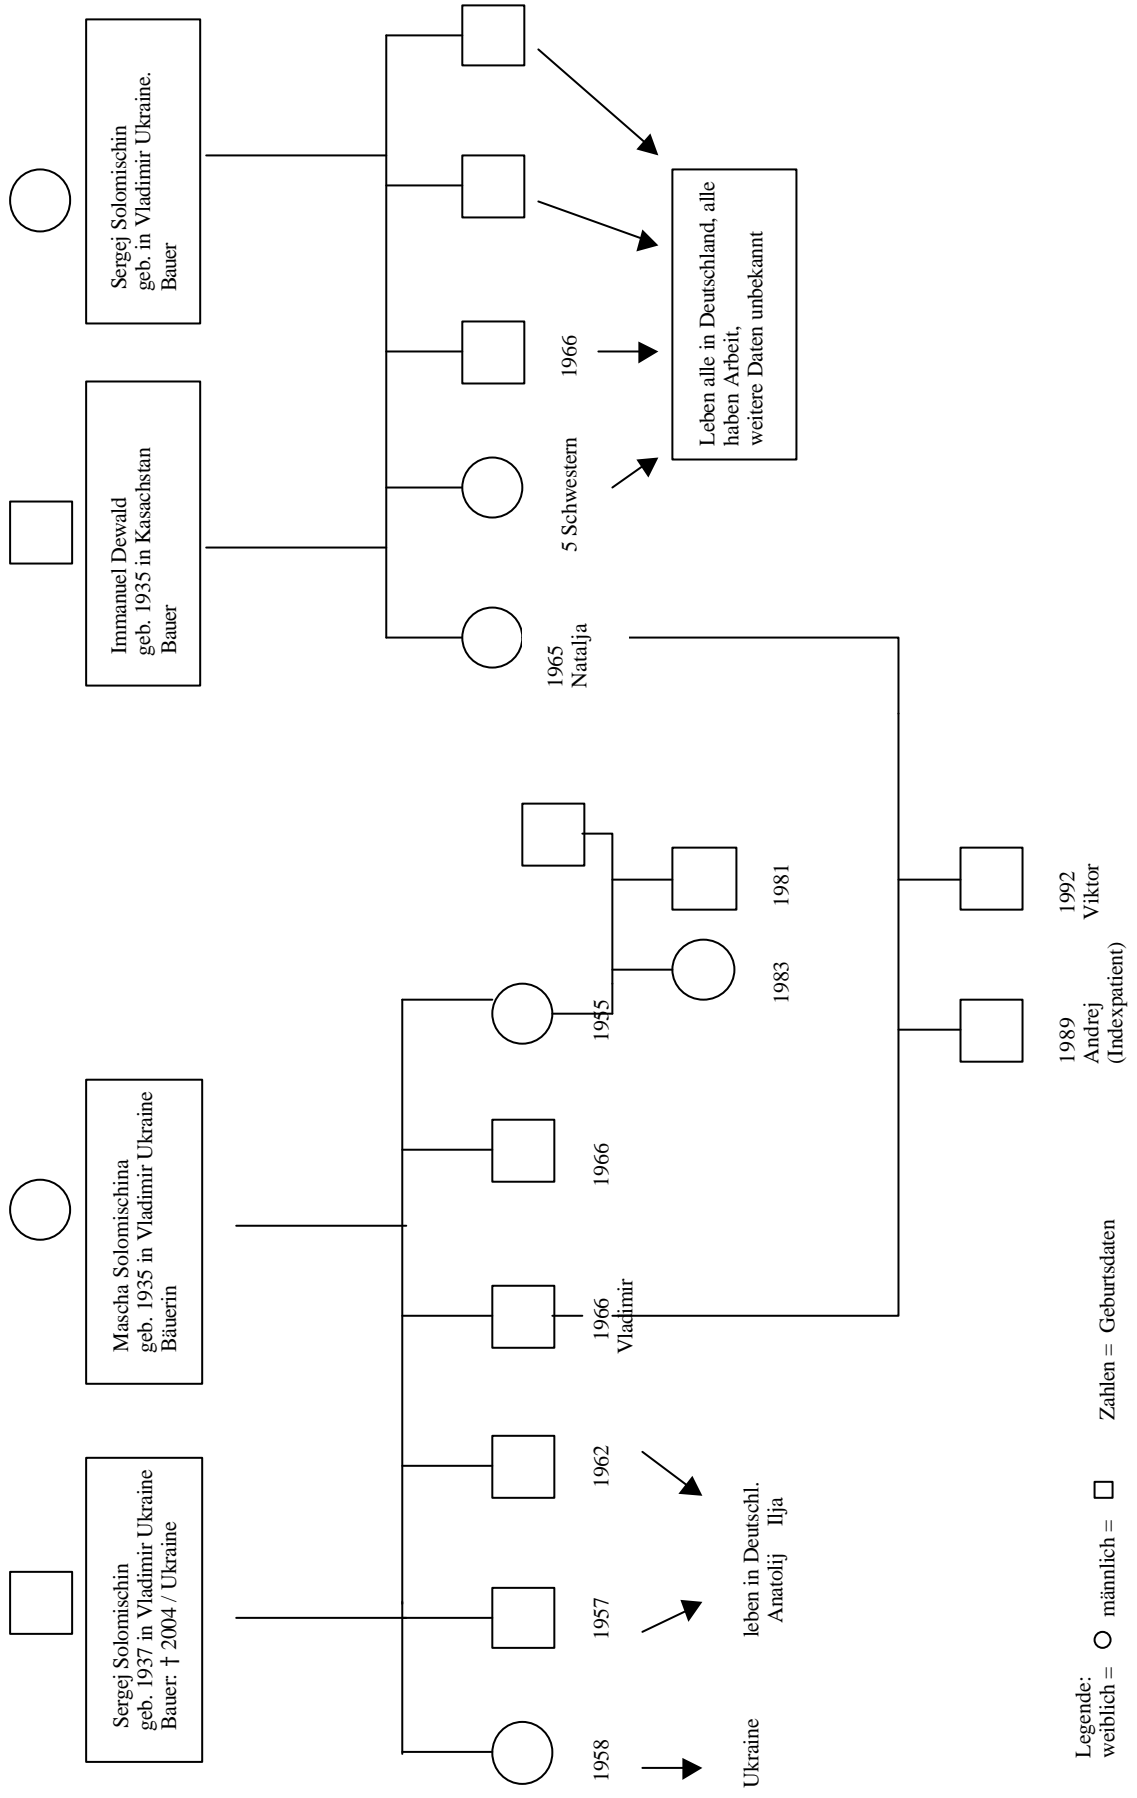 Sergej Solomischin
geb. 1937 in Vladimir Ukraine
Bauer: † 2004 / Ukraine
Mascha Solomischina
geb. 1935 in Vladimir Ukraine
Bäuerin
Immanuel Dewald
geb. 1935 in Kasachstan
Bauer
Sergej Solomischin
geb. in Vladimir Ukraine.
Bauer
1958
1957
1962
1966
Vladimir
1966
1955
1965
Natalja
5 Schwestern
1966
Ukraine
leben in Deutschl.
Anatolij Ilja
1983
1981
Leben alle in Deutschland, alle
haben Arbeit,
weitere Daten unbekannt
1989
Andrej
(Indexpatient)
1992
Viktor
Legende:
weiblich = männlich = Zahlen = Geburtsdaten